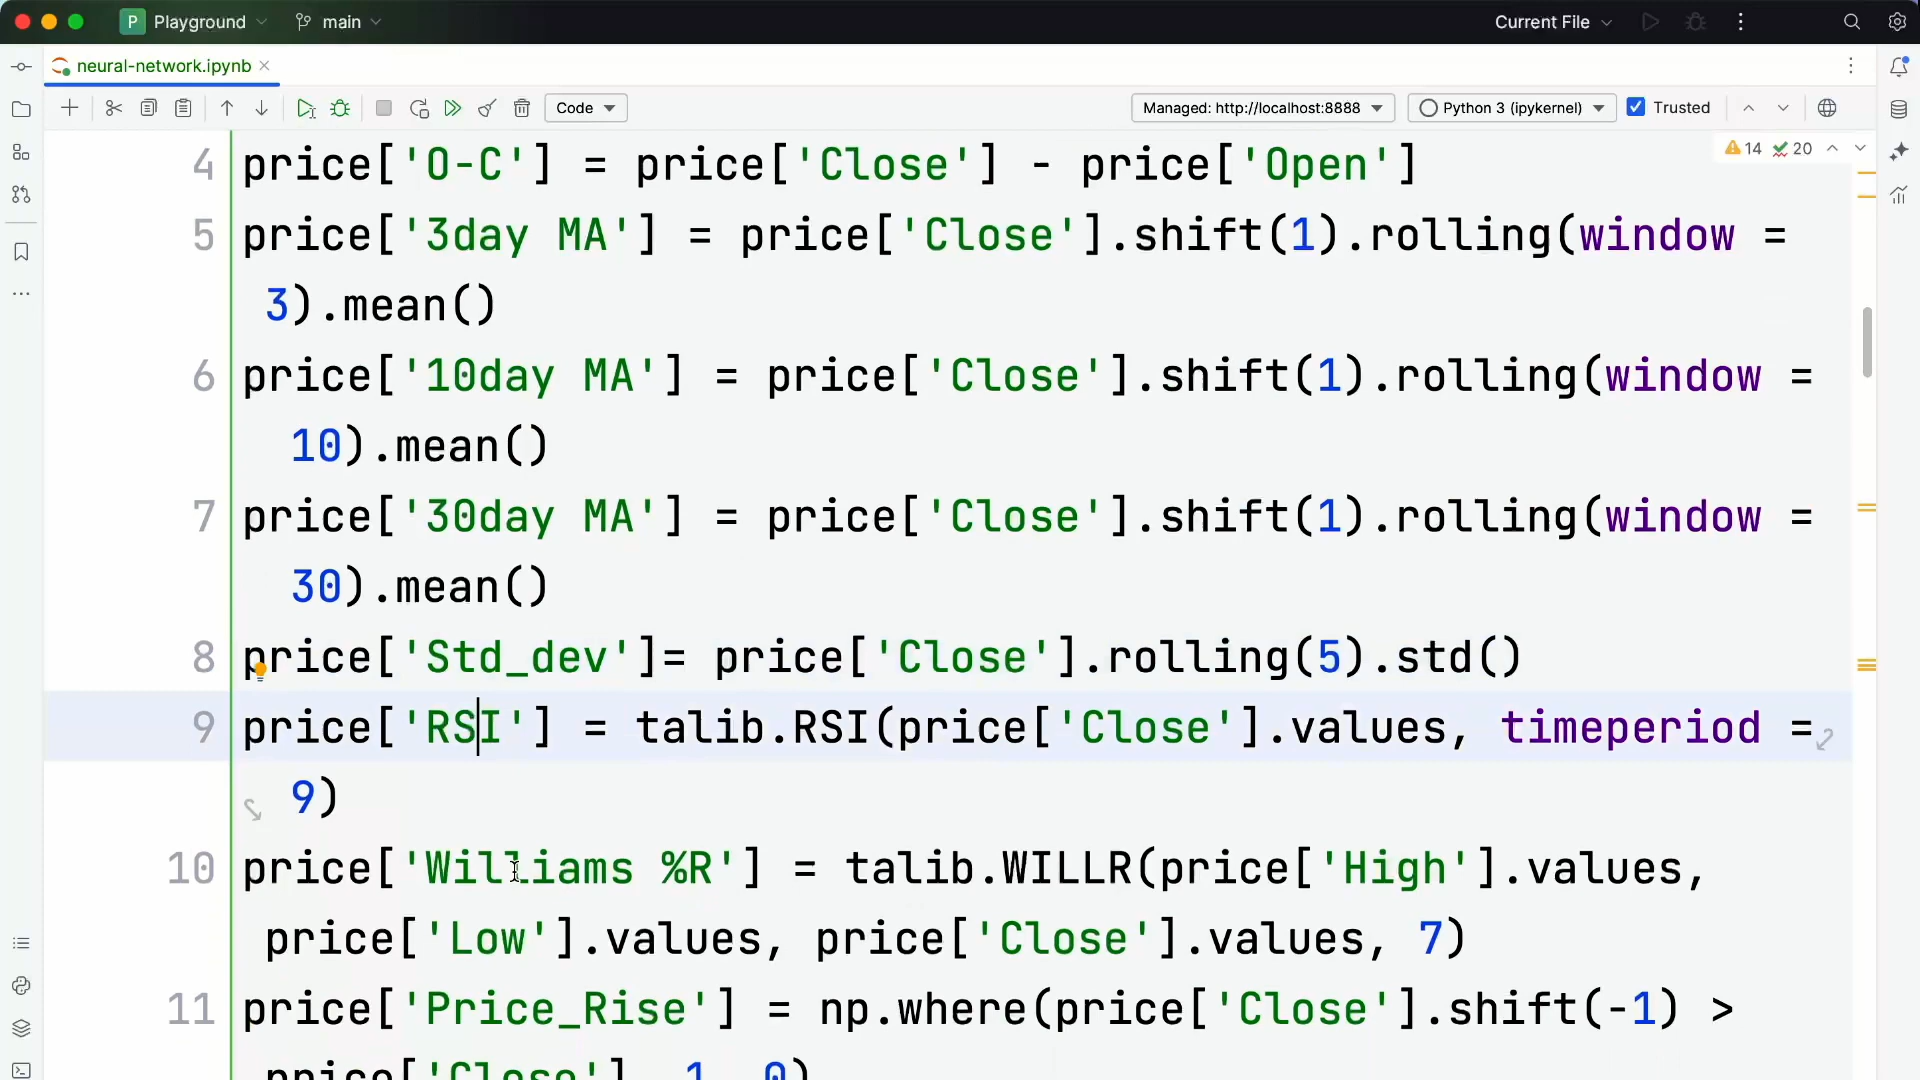 P Playground main Current File
neural-network.ipynb
Code Managed: http://localhost:8888 Python 3 (ipykernel) Trusted
14 20
4 price['O-C'] = price['Close'] - price['Open']
5 price['3day MA'] = price['Close'].shift(1).rolling(window =
3).mean()
6 price['10day MA'] = price['Close'].shift(1).rolling(window =
10).mean()
7 price['30day MA'] = price['Close'].shift(1).rolling(window =
30).mean()
8 price['Std_dev']= price['Close'].rolling(5).std()
9 price['RSI'] = talib.RSI(price['Close'].values, timeperiod =
9)
10 price['Williams %R'] = talib.WILLR(price['High'].values,
price['Low'].values, price['Close'].values, 7)
11 price['Price_Rise'] = np.where(price['Close'].shift(-1) >
price['Close'], 1, 0)